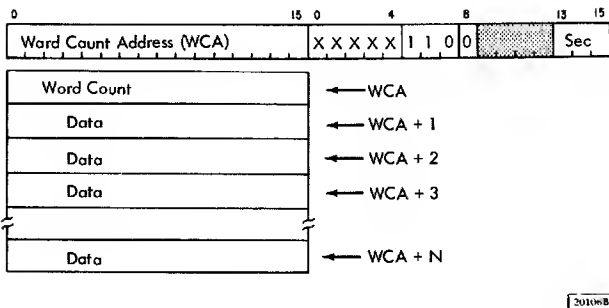 0 15 0 4 8 13 15
Word Count Address (WCA) X X X X X 1 1 0 0 0 Sec
Word Count ← WCA
Data ← WCA + 1
Data ← WCA + 2
Data ← WCA + 3
Data ← WCA + N
20106B